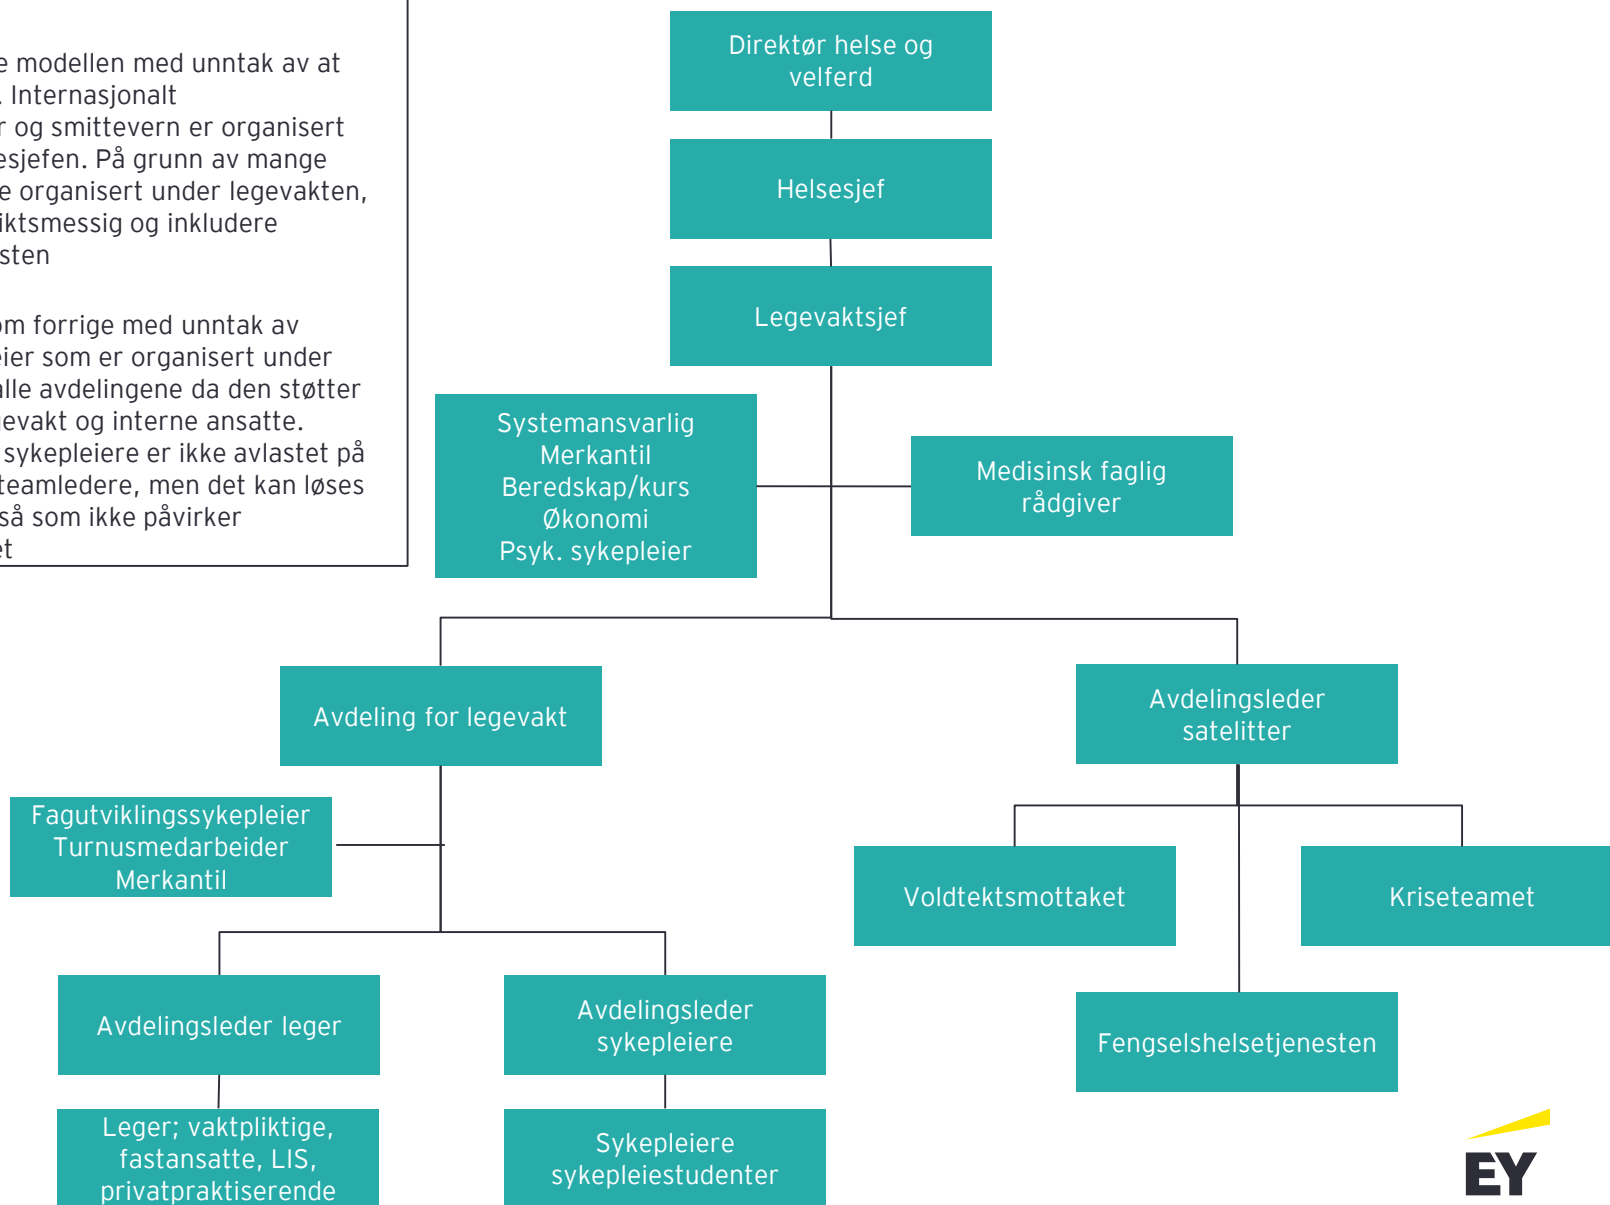 e modellen med unntak av at
. Internasjonalt
r og smittevern er organisert
esjefen. På grunn av mange
e organisert under legevakten,
iktsmessig og inkludere
sten
om forrige med unntak av
eier som er organisert under
alle avdelingene da den støtter
gevakt og interne ansatte.
sykepleiere er ikke avlastet på
teamledere, men det kan løses
så som ikke påvirker
et
Direktør helse og
velferd
Helsesjef
Legevaktsjef
Systemansvarlig
Merkantil
Beredskap/kurs
Økonomi
Psyk. sykepleier
Medisinsk faglig
rådgiver
Avdeling for legevakt
Avdelingsleder
satelitter
Fagutviklingssykepleier
Turnusmedarbeider
Merkantil
Voldtektsmottaket
Kriseteamet
Avdelingsleder leger
Avdelingsleder
sykepleiere
Fengselshelsetjenesten
Leger; vaktpliktige,
fastansatte, LIS,
privatpraktiserende
Sykepleiere
sykepleiestudenter
EY